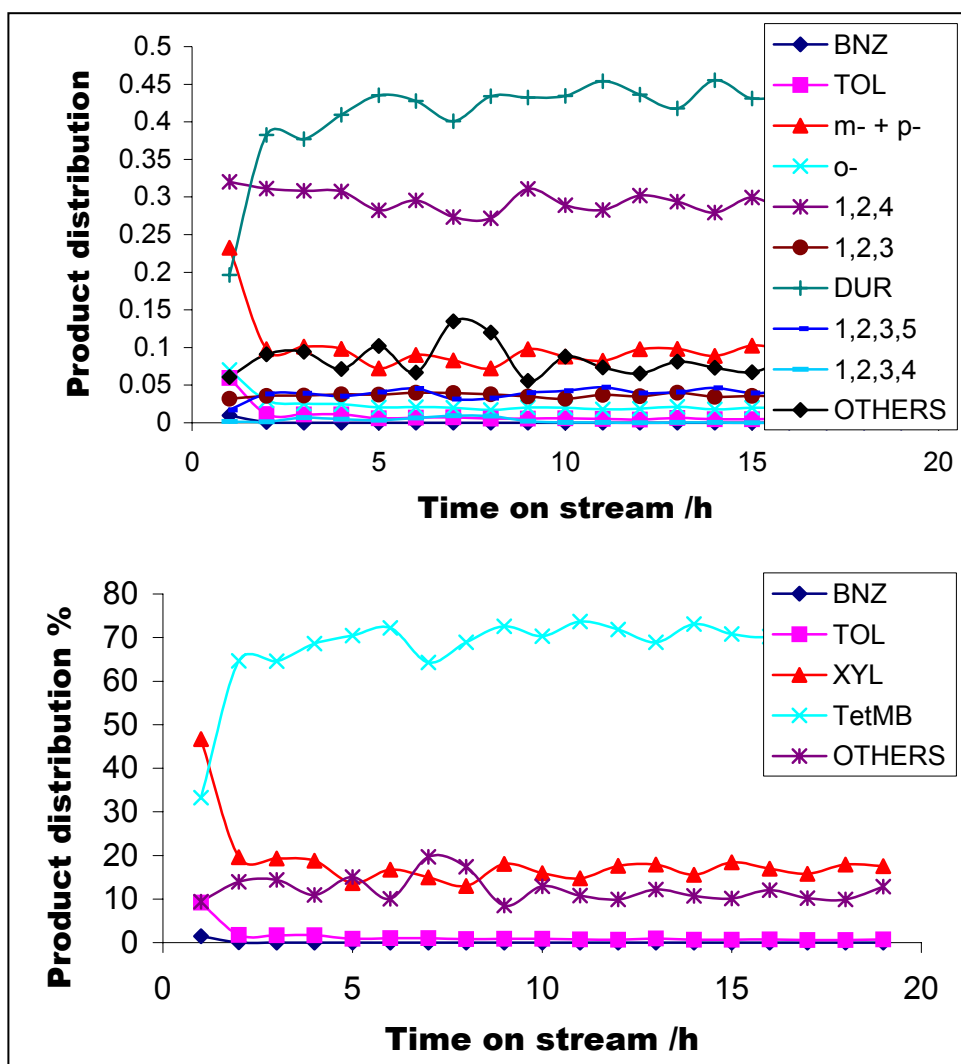 Product distribution
0.5
0.45
0.4
0.35
0.3
0.25
0.2
0.15
0.1
0.05
0
0 5 10 15 20
Time on stream /h
BNZ
TOL
m- + p-
o-
1,2,4
1,2,3
DUR
1,2,3,5
1,2,3,4
OTHERS
Product distribution %
80
70
60
50
40
30
20
10
0
0 5 10 15 20
Time on stream /h
BNZ
TOL
XYL
TetMB
OTHERS